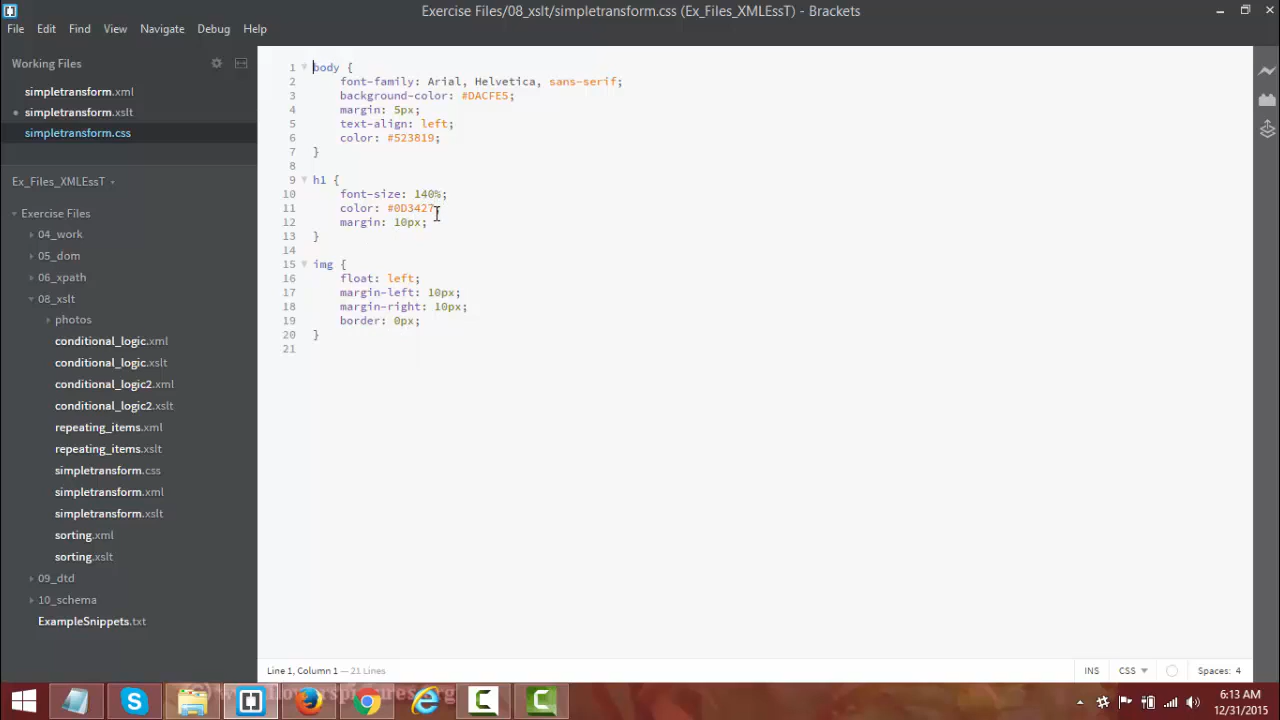 Exercise Files/08_xslt/simpletransform.css (Ex_Files_XMLEssT) - Brackets
File Edit Find View Navigate Debug Help
Working Files
simpletransform.xml
simpletransform.xslt
simpletransform.css
Ex_Files_XMLEssT
Exercise Files
04_work
05_dom
06_xpath
08_xslt
photos
conditional_logic.xml
conditional_logic.xslt
conditional_logic2.xml
conditional_logic2.xslt
repeating_items.xml
repeating_items.xslt
simpletransform.css
simpletransform.xml
simpletransform.xslt
sorting.xml
sorting.xslt
09_dtd
10_schema
ExampleSnippets.txt
1 body {
2 font-family: Arial, Helvetica, sans-serif;
3 background-color: #DACFE5;
4 margin: 5px;
5 text-align: left;
6 color: #523819;
7 }
8
9 h1 {
10 font-size: 140%;
11 color: #0D3427;
12 margin: 10px;
13 }
14
15 img {
16 float: left;
17 margin-left: 10px;
18 margin-right: 10px;
19 border: 0px;
20 }
21
Line 1, Column 1 — 21 Lines
INS CSS Spaces: 4
6:13 AM
12/31/2015